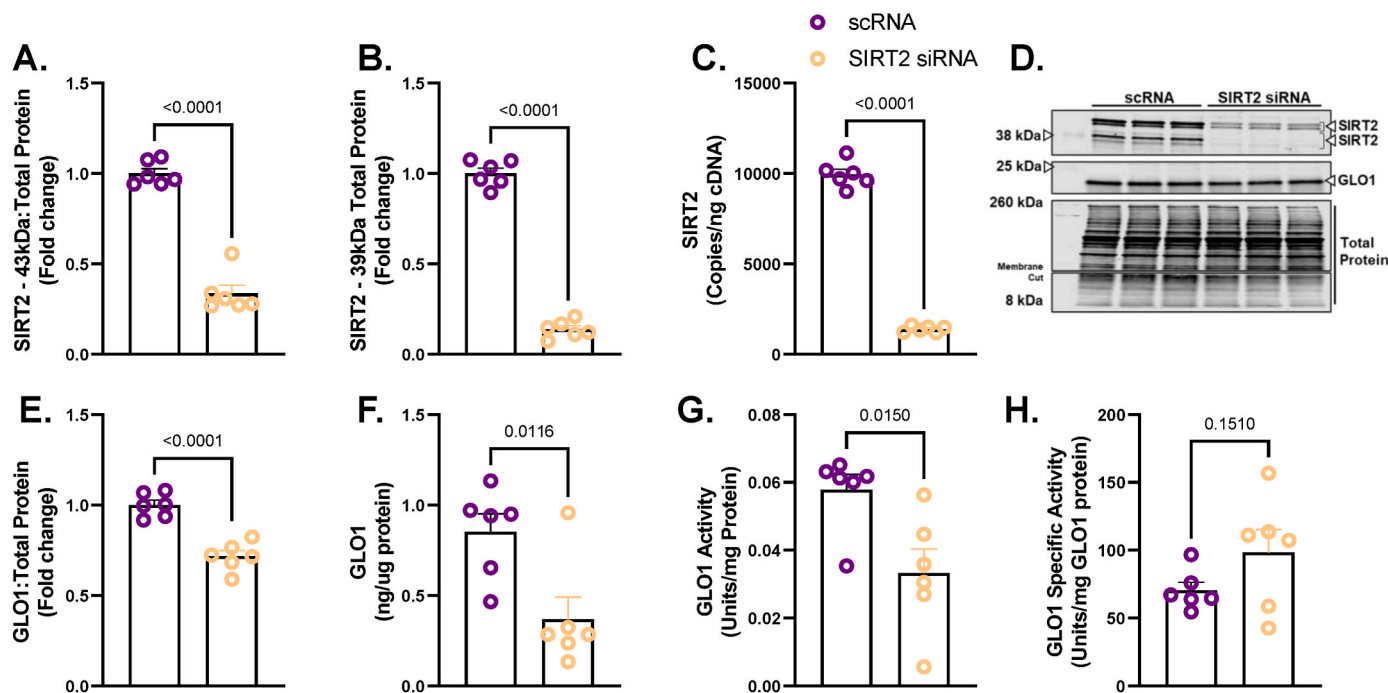 scRNA
SIRT2 siRNA
A.
SIRT2 - 43kDa:Total Protein
(Fold change)
1.5
1.0
0.5
0.0
<0.0001
B.
SIRT2 - 39kDa Total Protein
(Fold change)
1.5
1.0
0.5
0.0
<0.0001
C.
SIRT2
(Copies/ng cDNA)
15000
10000
5000
0
<0.0001
D.
scRNA
SIRT2 siRNA
38 kDa
SIRT2
SIRT2
25 kDa
GLO1
260 kDa
Total
Protein
Membrane
Cut
8 kDa
E.
GLO1:Total Protein
(Fold change)
1.5
1.0
0.5
0.0
<0.0001
F.
GLO1
(ng/ug protein)
1.5
1.0
0.5
0.0
0.0116
G.
GLO1 Activity
(Units/mg Protein)
0.08
0.06
0.04
0.02
0.00
0.0150
H.
GLO1 Specific Activity
(Units/mg GLO1 protein)
200
150
100
50
0
0.1510